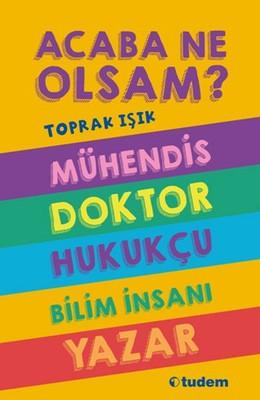 ACABA NE
OLSAM?
TOPRAK IŞIK
MÜHENDİS
DOKTOR
HUKUKÇU
BİLİM İNSANI
YAZAR
tudem